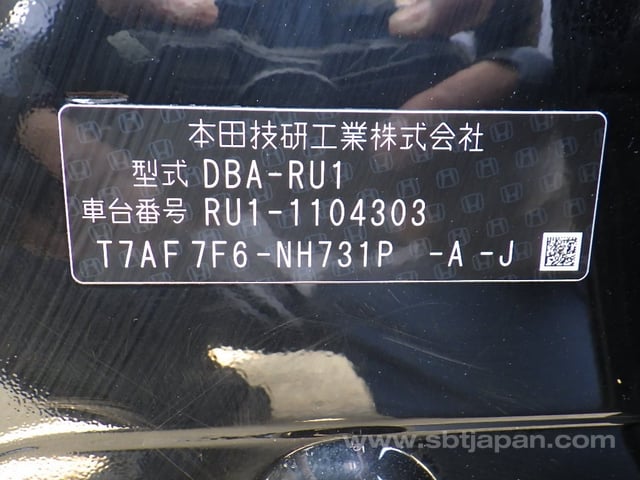 本田技研工業株式会社
型式 DBA-RU1
車台番号 RU1-1104303
T7AF 7F6-NH731P -A-J
www.sbtjapan.com